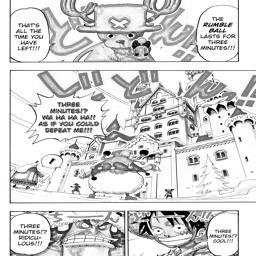 THE
RUMBLE
BALL
LASTS FOR
THREE
MINUTES!!
THAT'S
ALL THE
TIME YOU
HAVE
LEFT!!!
THREE
MINUTES!?
WA HA HA HA!!
AS IF YOU COULD
DEFEAT ME!!!
THREE
MINUTES!?
COOL!!!
THREE
MINUTES!?
RIDICU-
LOUS!!!